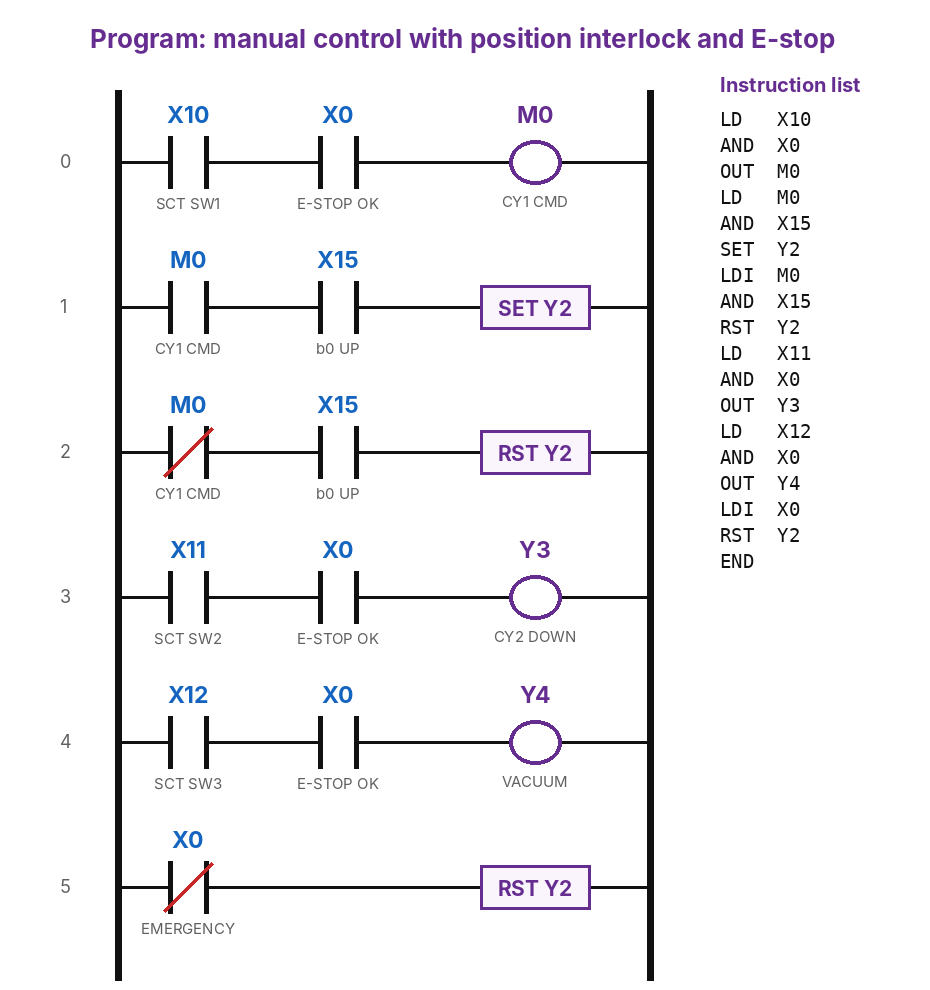 Program: manual control with position interlock and E-stop
Instruction list
X10 X0 M0
0
SCT SW1 E-STOP OK CY1 CMD
M0 X15
1 SET Y2
CY1 CMD b0 UP
M0 X15
2 RST Y2
CY1 CMD b0 UP
X11 X0 Y3
3
SCT SW2 E-STOP OK CY2 DOWN
X12 X0 Y4
4
SCT SW3 E-STOP OK VACUUM
X0
5 RST Y2
EMERGENCY
LD X10
AND X0
OUT M0
LD M0
AND X15
SET Y2
LDI M0
AND X15
RST Y2
LD X11
AND X0
OUT Y3
LD X12
AND X0
OUT Y4
LDI X0
RST Y2
END